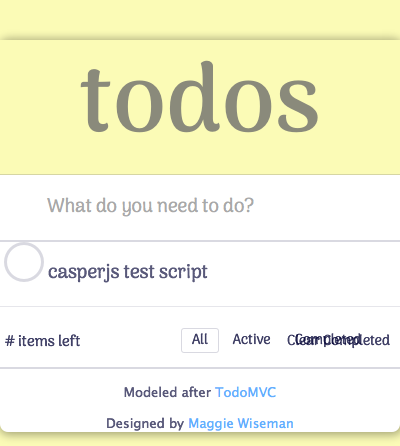 todos
What do you need to do?
casperjs test script
# items left All Active Completed Clear Completed
Modeled after TodoMVC
Designed by Maggie Wiseman